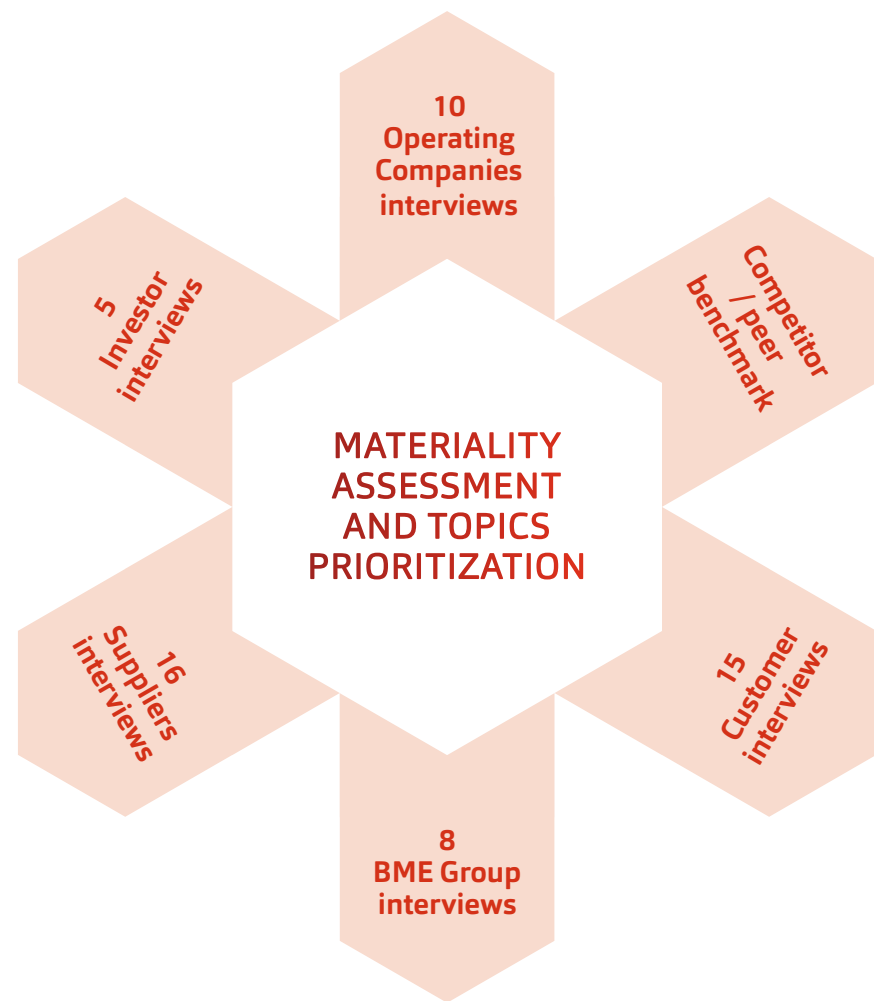 10
Operating
Companies
interviews
5
Investor
interviews
Competitor
/ peer
benchmark
MATERIALITY
ASSESSMENT
AND TOPICS
PRIORITIZATION
16
Suppliers
interviews
15
Customer
interviews
8
BME Group
interviews